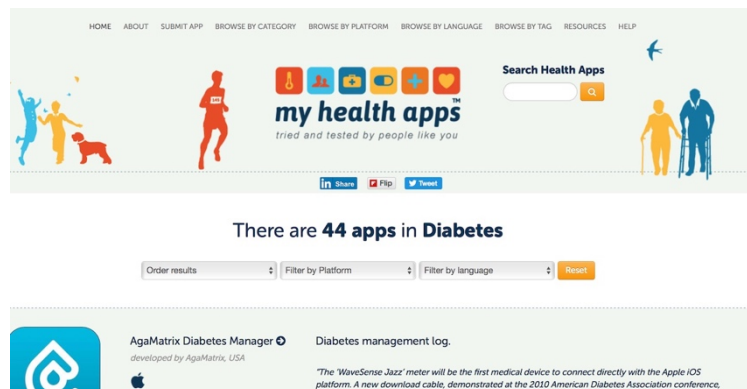 HOME ABOUT SUBMIT APP BROWSE BY CATEGORY BROWSE BY PLATFORM BROWSE BY LANGUAGE BROWSE BY TAG RESOURCES HELP
Search Health Apps
my health apps™
tried and tested by people like you
in Share Flip Tweet
There are 44 apps in Diabetes
Order results Filter by Platform Filter by language Reset
AgaMatrix Diabetes Manager Diabetes management log.
developed by AgaMatrix, USA
"The 'WaveSense Jazz' meter will be the first medical device to connect directly with the Apple iOS
platform. A new download cable, demonstrated at the 2010 American Diabetes Association conference,